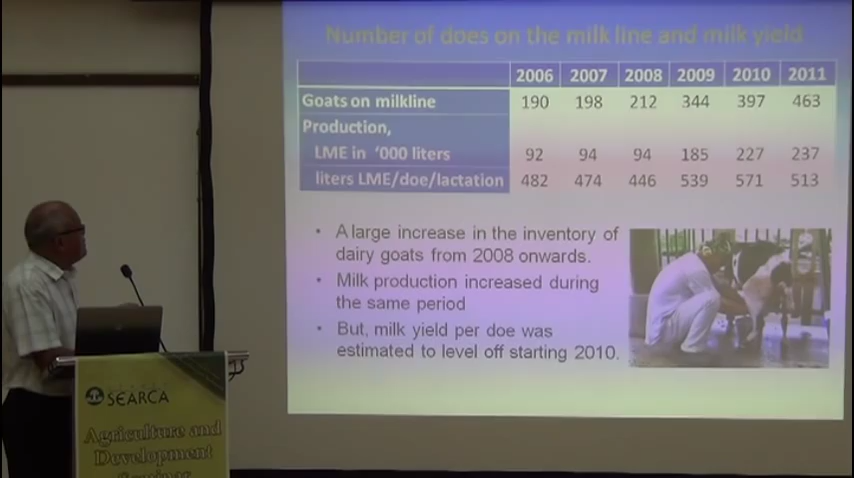 Number of does on the milk line and milk yield
2006 2007 2008 2009 2010 2011
Goats on milkline 190 198 212 344 397 463
Production,
LME in '000 liters 92 94 94 185 227 237
liters LME/doe/lactation 482 474 446 539 571 513
• A large increase in the inventory of
dairy goats from 2008 onwards.
• Milk production increased during
the same period
• But, milk yield per doe was
estimated to level off starting 2010.
SEARCA
Agriculture and
Development
Seminar